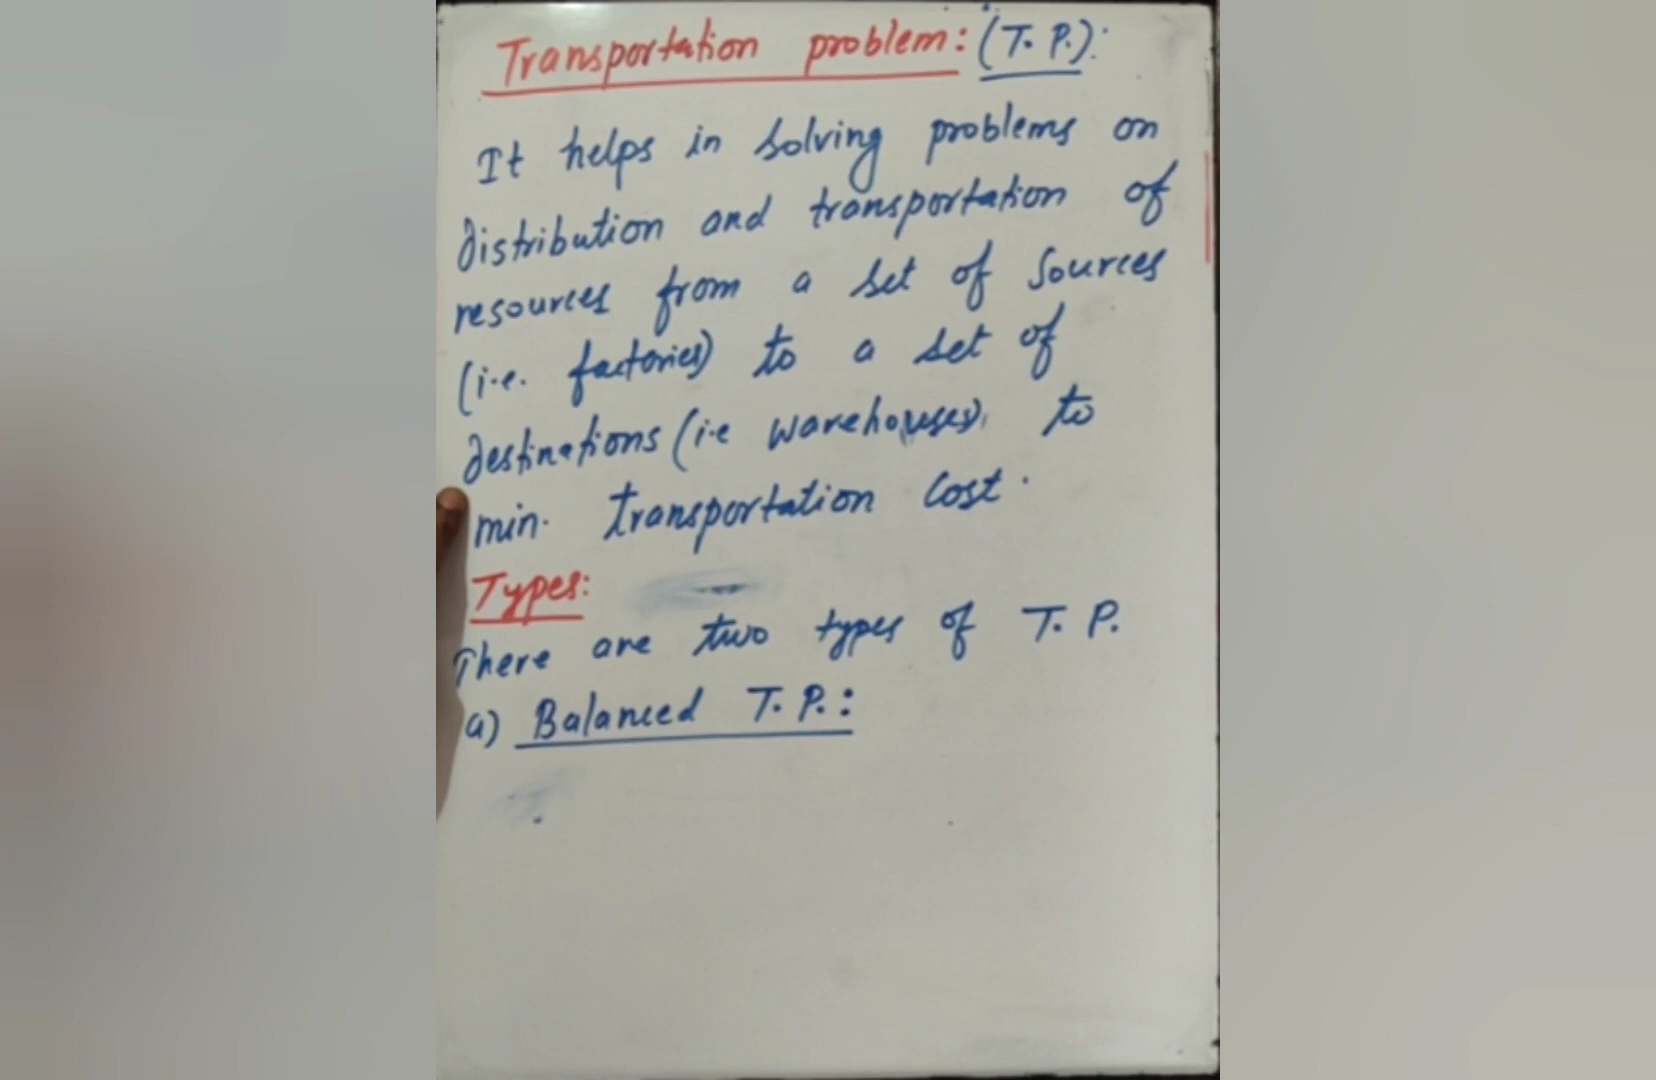 Transportation problem: (T. P.):
It helps in solving problems on
distribution and transportation of
resources from a set of sources
(i.e. factories) to a set of
destinations (i.e warehouses) to
min. transportation cost.
Types:
There are two types of T. P.
a) Balanced T. P.: